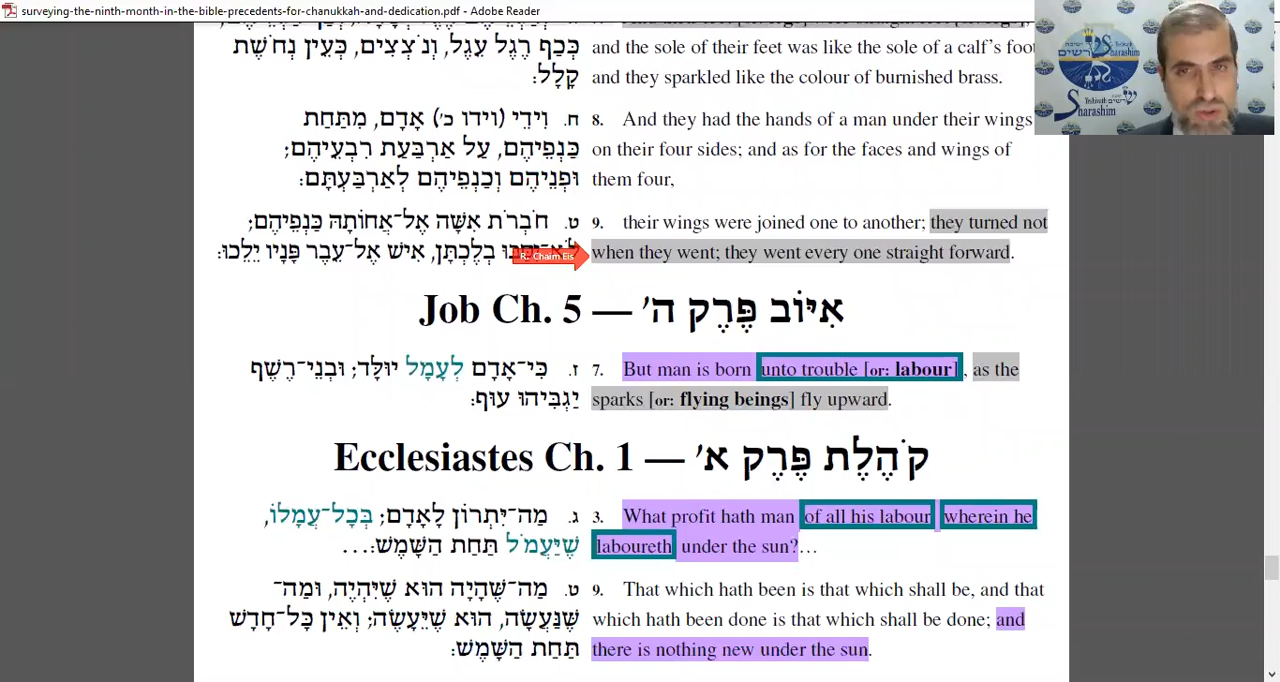 surveying-the-ninth-month-in-the-bible-precedents-for-chanukkah-and-dedication.pdf - Adobe Reader
כְּכַף רֶגֶל עֵגֶל, וְנֹצְצִים, כְּעֵין נְחֹשֶׁת
קָלָל:
and the sole of their feet was like the sole of a calf's foot
and they sparkled like the colour of burnished brass.
ח. וִידֵי (וידו כ׳) אָדָם, מִתַּחַת
כַּנְפֵיהֶם, עַל אַרְבַּעַת רִבְעֵיהֶם;
וּפְנֵיהֶם וְכַנְפֵיהֶם לְאַרְבַּעְתָּם:
8. And they had the hands of a man under their wings
on their four sides; and as for the faces and wings of
them four,
ט. חֹבְרֹת אִשָּׁה אֶל־אֲחוֹתָהּ כַּנְפֵיהֶם;
בְלֶכְתָּן, אִישׁ אֶל־עֵבֶר פָּנָיו יֵלֵכוּ:
9. their wings were joined one to another; they turned not
when they went; they went every one straight forward.
R. Chaim Eis
Job Ch. 5 — אִיּוֹב פֶּרֶק ה׳
ז. כִּי־אָדָם לְעָמָל יוּלָּד; וּבְנֵי־רֶשֶׁף
יַגְבִּיהוּ עוּף:
7. But man is born unto trouble [or: labour], as the
sparks [or: flying beings] fly upward.
Ecclesiastes Ch. 1 — קֹהֶלֶת פֶּרֶק א׳
ג. מַה־יִּתְרוֹן לָאָדָם; בְּכָל־עֲמָלוֹ,
שֶׁיַּעֲמֹל תַּחַת הַשָּׁמֶשׁ:...
3. What profit hath man of all his labour wherein he
laboureth under the sun?...
ט. מַה־שֶּׁהָיָה הוּא שֶׁיִּהְיֶה, וּמַה־
שֶּׁנַּעֲשָׂה, הוּא שֶׁיֵּעָשֶׂה; וְאֵין כָּל־חָדָשׁ
תַּחַת הַשָּׁמֶשׁ:
9. That which hath been is that which shall be, and that
which hath been done is that which shall be done; and
there is nothing new under the sun.
Sharashim
Yeshivath שרשים
Sharashim